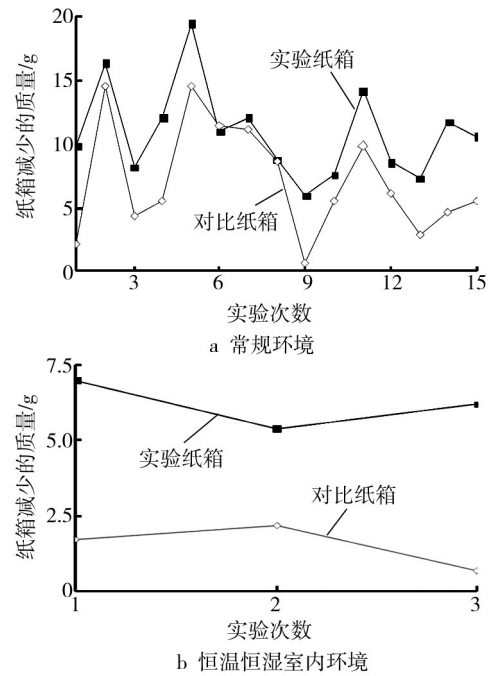 纸箱减少的质量/g
20
15
10
5
0
实验纸箱
对比纸箱
3 6 9 12 15
实验次数
a 常规环境
纸箱减少的质量/g
7.5
5.0
2.5
0
实验纸箱
对比纸箱
1 2 3
实验次数
b 恒温恒湿室内环境